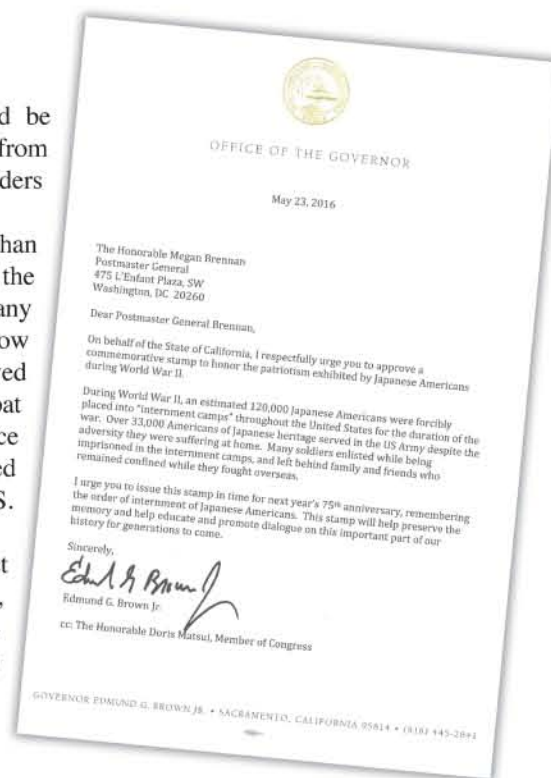 d be
from
ders
han
the
any
ow
ed
oat
ce
ed
S.
t
,
OFFICE OF THE GOVERNOR
May 23, 2016
The Honorable Megan Brennan
Postmaster General
475 L'Enfant Plaza, SW
Washington, DC 20260
Dear Postmaster General Brennan,
On behalf of the State of California, I respectfully urge you to approve a
commemorative stamp to honor the patriotism exhibited by Japanese Americans
during World War II.
During World War II, an estimated 120,000 Japanese Americans were forcibly
placed into "internment camps" throughout the United States for the duration of the
war. Over 33,000 Americans of Japanese heritage served in the US Army despite the
adversity they were suffering at home. Many soldiers enlisted while being
imprisoned in the internment camps, and left behind family and friends who
remained confined while they fought overseas.
I urge you to issue this stamp in time for next year's 75th anniversary, remembering
the order of internment of Japanese Americans. This stamp will help preserve the
memory and help educate and promote dialogue on this important part of our
history for generations to come.
Sincerely,
Edmund G Brown Jr
Edmund G. Brown Jr.
cc: The Honorable Doris Matsui, Member of Congress
GOVERNOR EDMUND G. BROWN JR. • SACRAMENTO, CALIFORNIA 95814 • (916) 445-2841